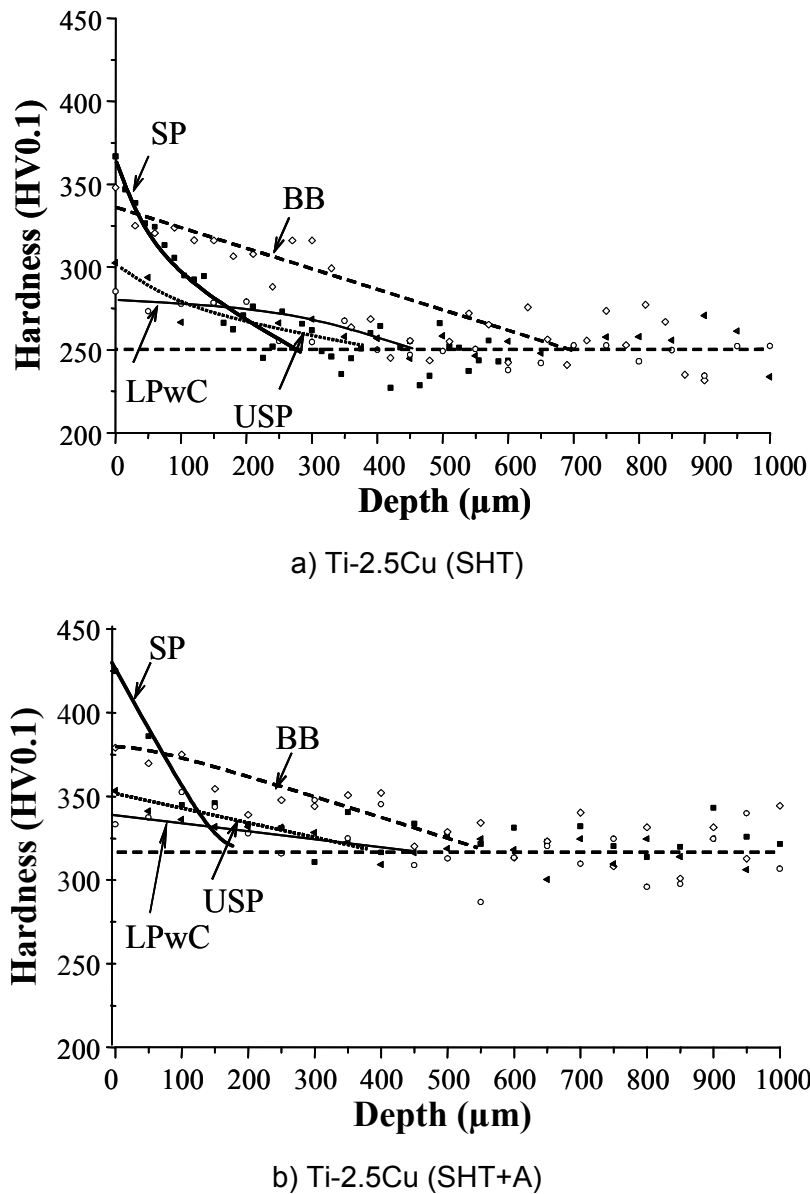 450
400
350
300
250
200
Hardness (HV0.1)
SP
BB
LPwC
USP
0 100 200 300 400 500 600 700 800 900 1000
Depth (µm)
a) Ti-2.5Cu (SHT)
450
400
350
300
250
200
Hardness (HV0.1)
SP
BB
USP
LPwC
0 100 200 300 400 500 600 700 800 900 1000
Depth (µm)
b) Ti-2.5Cu (SHT+A)